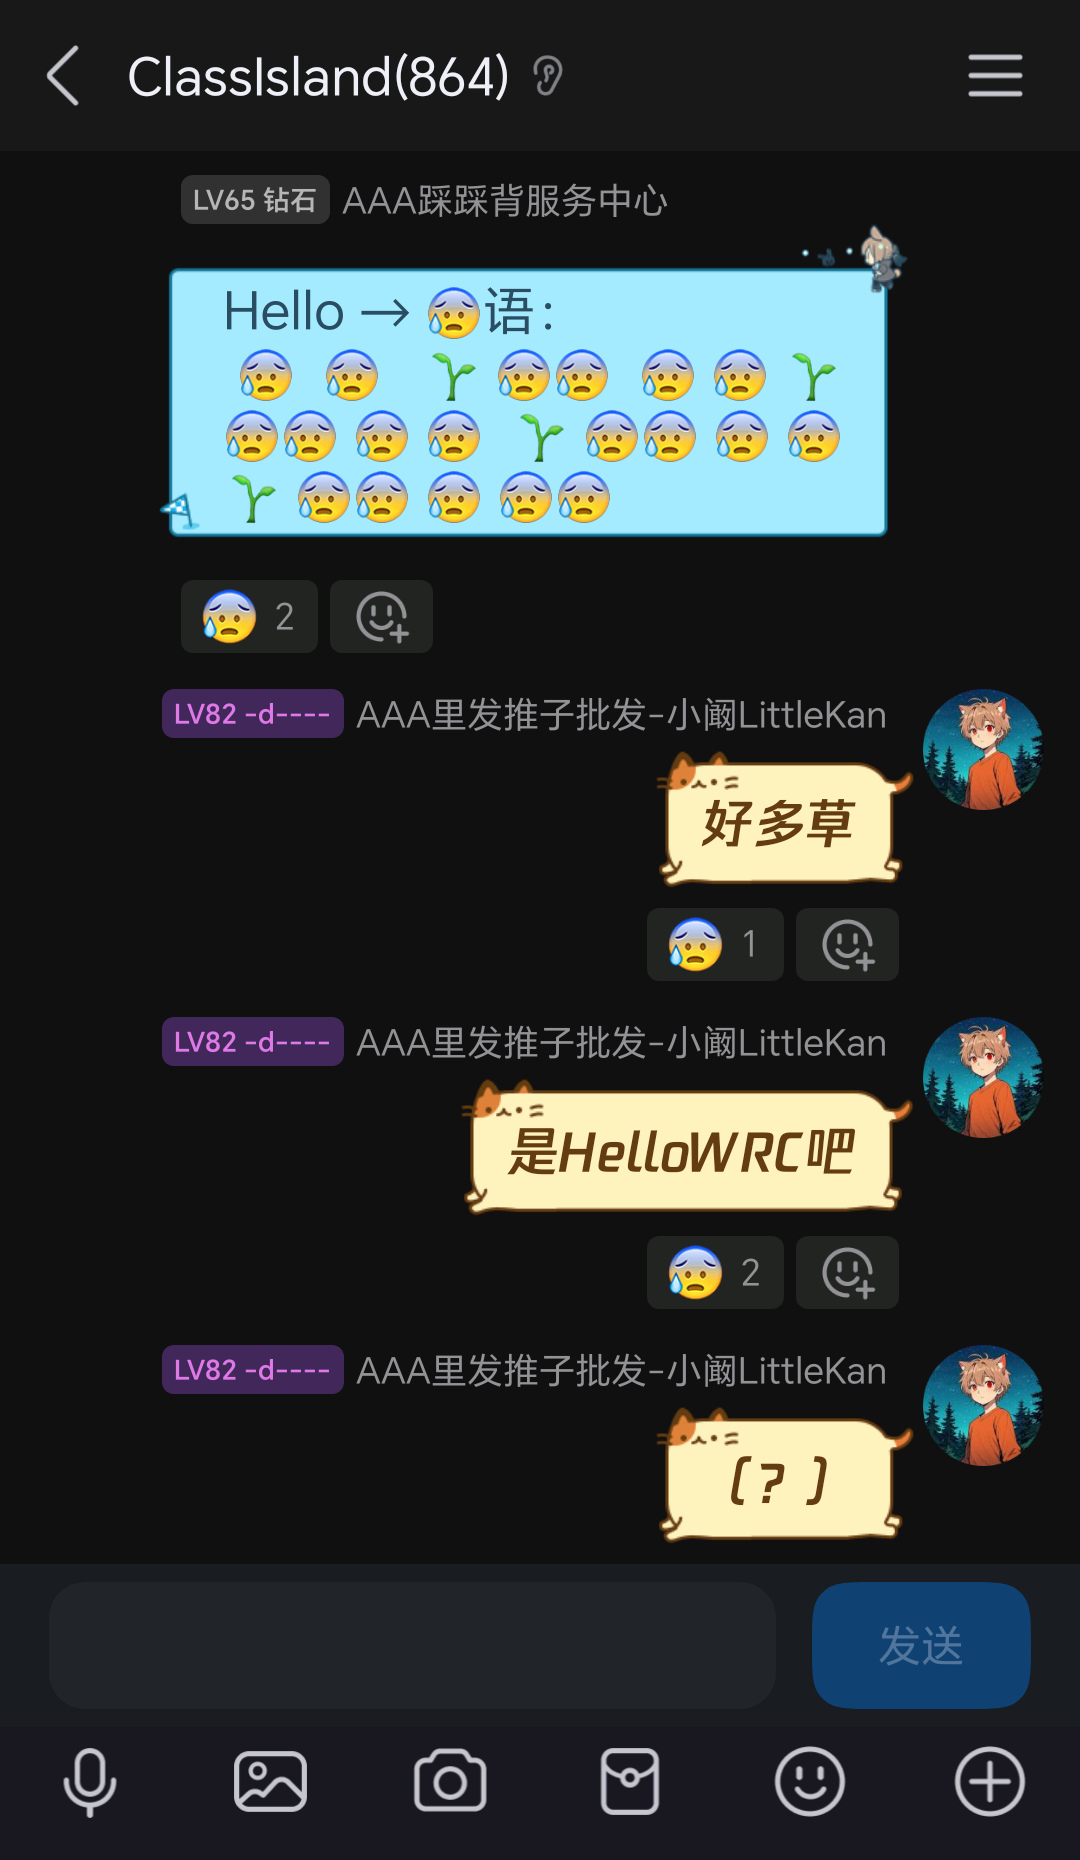 ClassIsland(864)
LV65 钻石 AAA踩踩背服务中心
Hello → 😰语：
😰 😰 🌱 😰😰 😰 😰 🌱
😰😰 😰 😰 🌱 😰😰 😰 😰
🌱 😰😰 😰 😰😰
😰 2
LV82 -d---- AAA里发推子批发-小阚LittleKan
好多草
😰 1
LV82 -d---- AAA里发推子批发-小阚LittleKan
是HelloWRC吧
😰 2
LV82 -d---- AAA里发推子批发-小阚LittleKan
（？）
发送